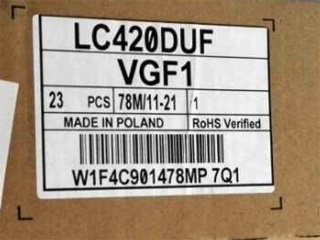 LC420DUF
VGF1
23 PCS 78M/11-21 /1
MADE IN POLAND RoHS Verified
W1F4C901478MP 7Q1